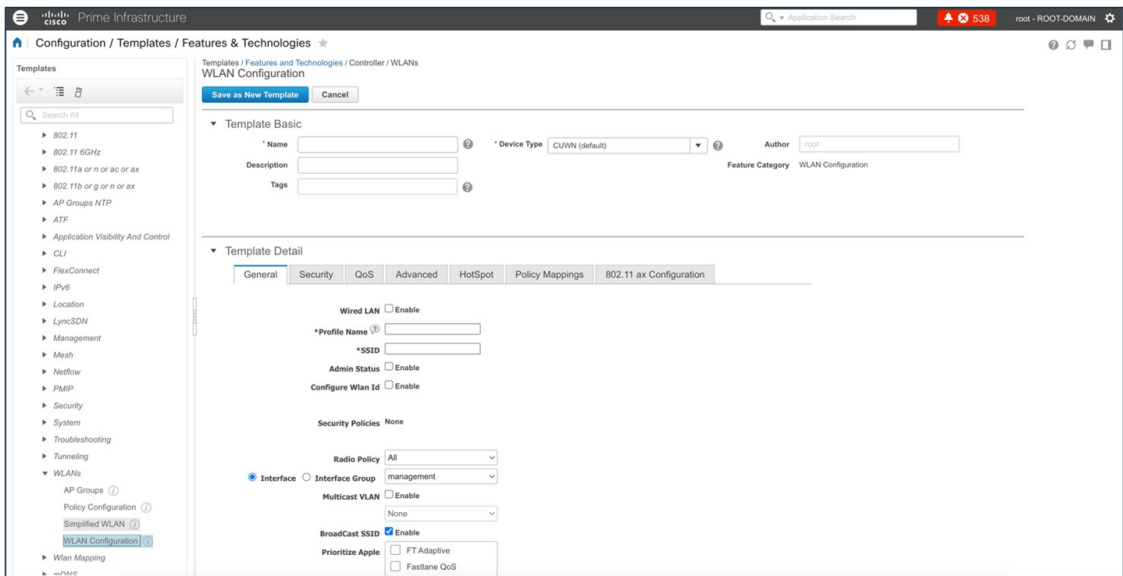 cisco Prime Infrastructure
Application Search
538
root - ROOT-DOMAIN
Configuration / Templates / Features & Technologies
Templates
Search All
802.11
802.11 6GHz
802.11a or n or ac or ax
802.11b or g or n or ax
AP Groups NTP
ATF
Application Visibility And Control
CLI
FlexConnect
IPv6
Location
LyncSDN
Management
Mesh
Netflow
PMIP
Security
System
Troubleshooting
Tunneling
WLANs
AP Groups
Policy Configuration
Simplified WLAN
WLAN Configuration
Wlan Mapping
mDNS
Templates / Features and Technologies / Controller / WLANs
WLAN Configuration
Save as New Template Cancel
Template Basic
* Name
* Device Type CUWN (default)
Author root
Description
Feature Category WLAN Configuration
Tags
Template Detail
General Security QoS Advanced HotSpot Policy Mappings 802.11 ax Configuration
Wired LAN Enable
*Profile Name
*SSID
Admin Status Enable
Configure Wlan Id Enable
Security Policies None
Radio Policy All
Interface Interface Group management
Multicast VLAN Enable
None
BroadCast SSID Enable
Prioritize Apple FT Adaptive
Fastlane QoS